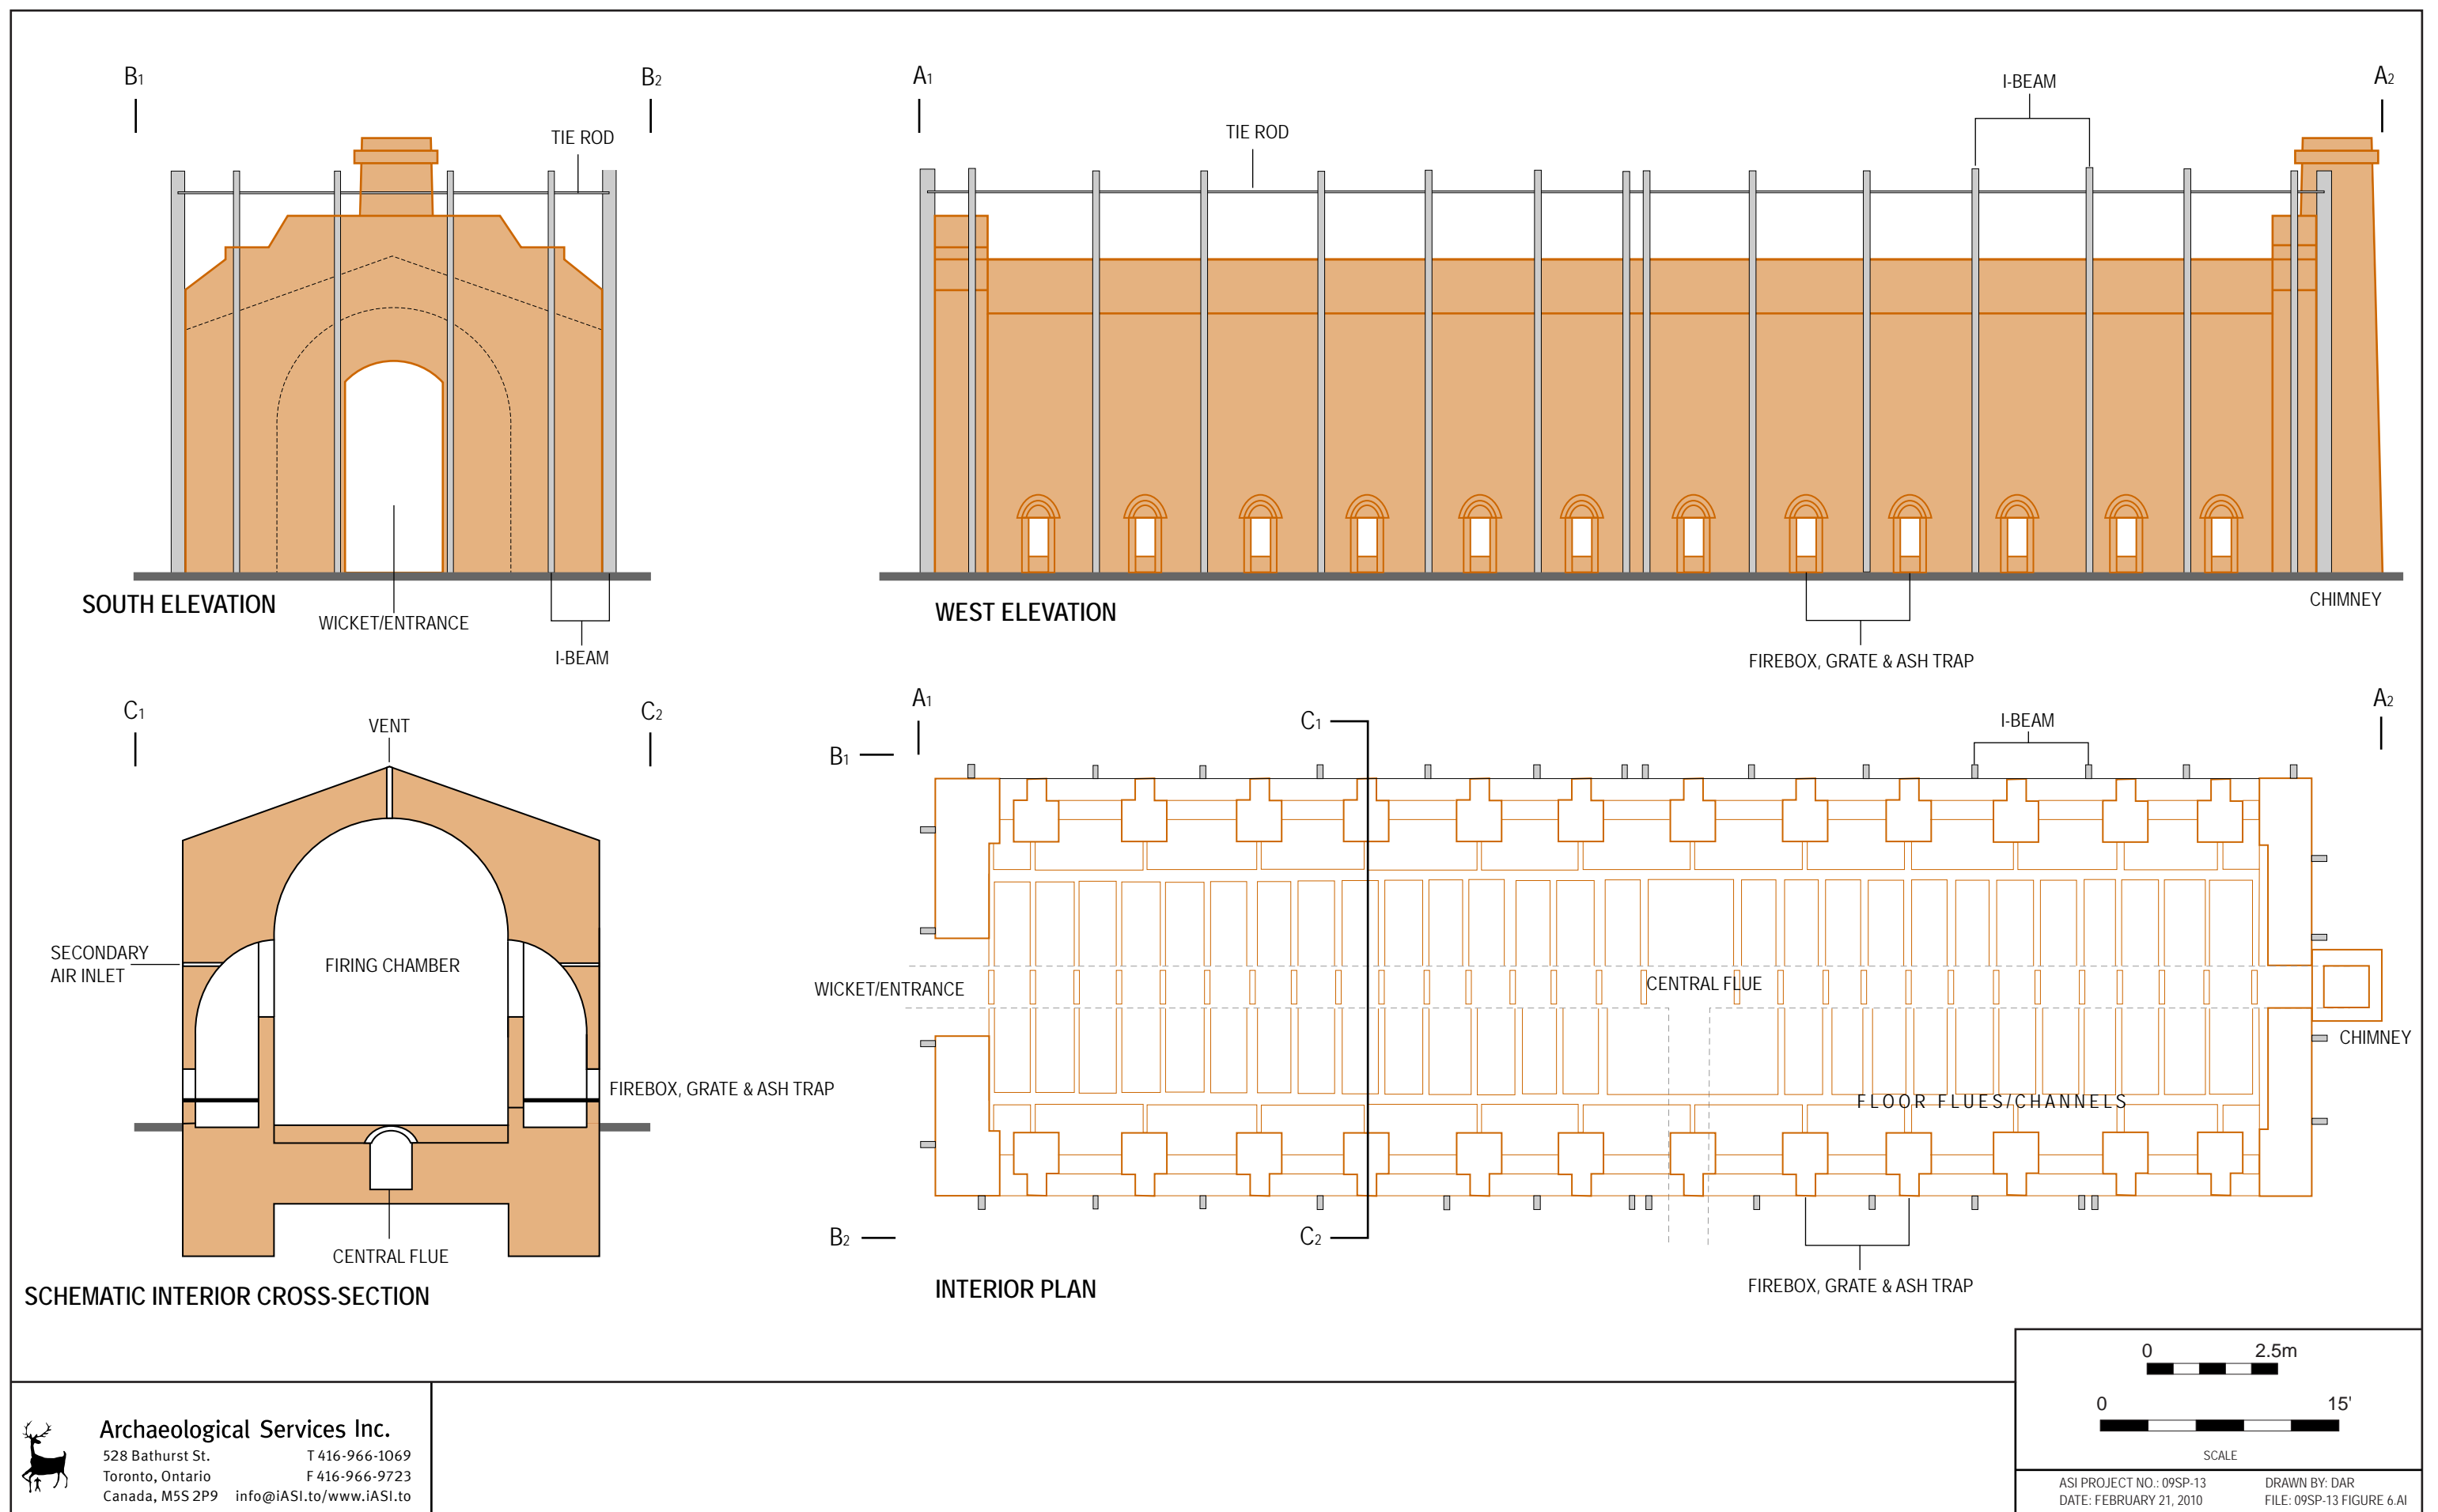 B1
B2
TIE ROD
SOUTH ELEVATION
WICKET/ENTRANCE
I-BEAM
A1
A2
I-BEAM
TIE ROD
WEST ELEVATION
CHIMNEY
FIREBOX, GRATE & ASH TRAP
C1
C2
VENT
SECONDARY
AIR INLET
FIRING CHAMBER
FIREBOX, GRATE & ASH TRAP
CENTRAL FLUE
SCHEMATIC INTERIOR CROSS-SECTION
A1
A2
C1
I-BEAM
B1
WICKET/ENTRANCE
CENTRAL FLUE
CHIMNEY
FLOOR FLUES/CHANNELS
B2
C2
FIREBOX, GRATE & ASH TRAP
INTERIOR PLAN
0 2.5m
0 15'
SCALE
ASI PROJECT NO.: 09SP-13 DRAWN BY: DAR
DATE: FEBRUARY 21, 2010 FILE: 09SP-13 FIGURE 6.AI
Archaeological Services Inc.
528 Bathurst St. T 416-966-1069
Toronto, Ontario F 416-966-9723
Canada, M5S 2P9 info@iASI.to/www.iASI.to